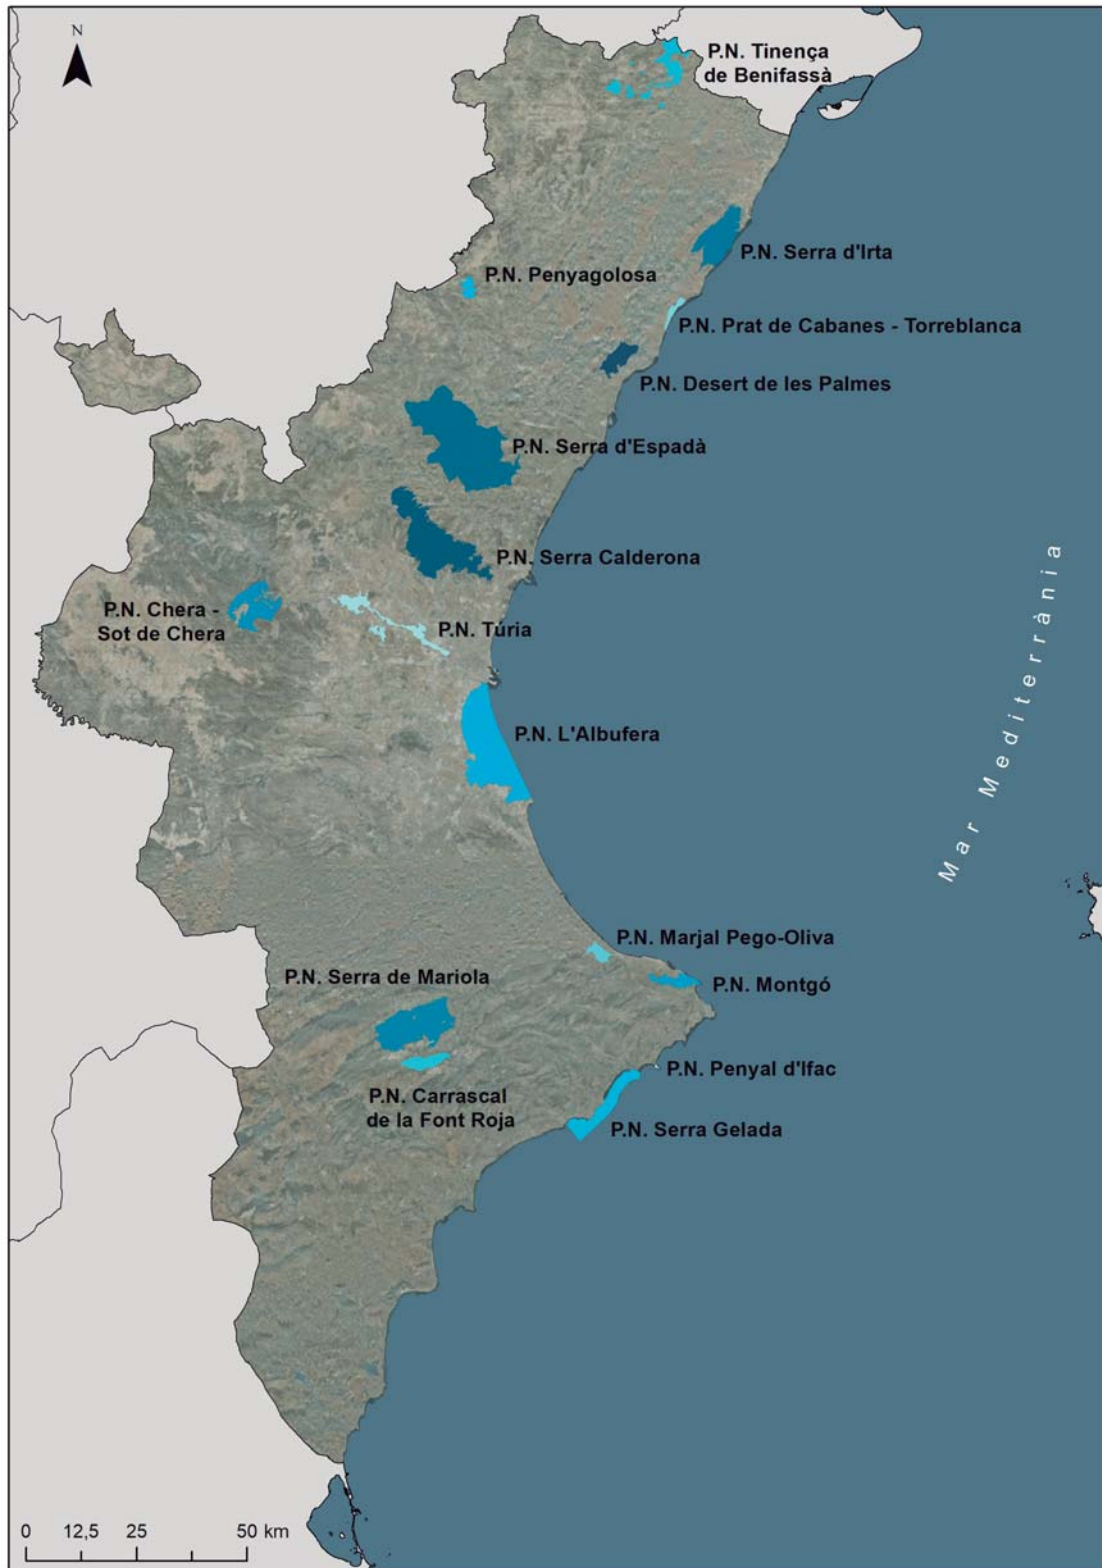 N
P.N. Tinença
de Benifassà
P.N. Serra d'Irta
P.N. Penyagolosa
P.N. Prat de Cabanes - Torreblanca
P.N. Desert de les Palmes
P.N. Serra d'Espadà
P.N. Serra Calderona
P.N. Chera -
Sot de Chera
P.N. Túria
P.N. L'Albufera
Mar Mediterrània
P.N. Marjal Pego-Oliva
P.N. Serra de Mariola
P.N. Montgó
P.N. Penyal d'Ifac
P.N. Carrascal
de la Font Roja
P.N. Serra Gelada
0 12,5 25 50 km